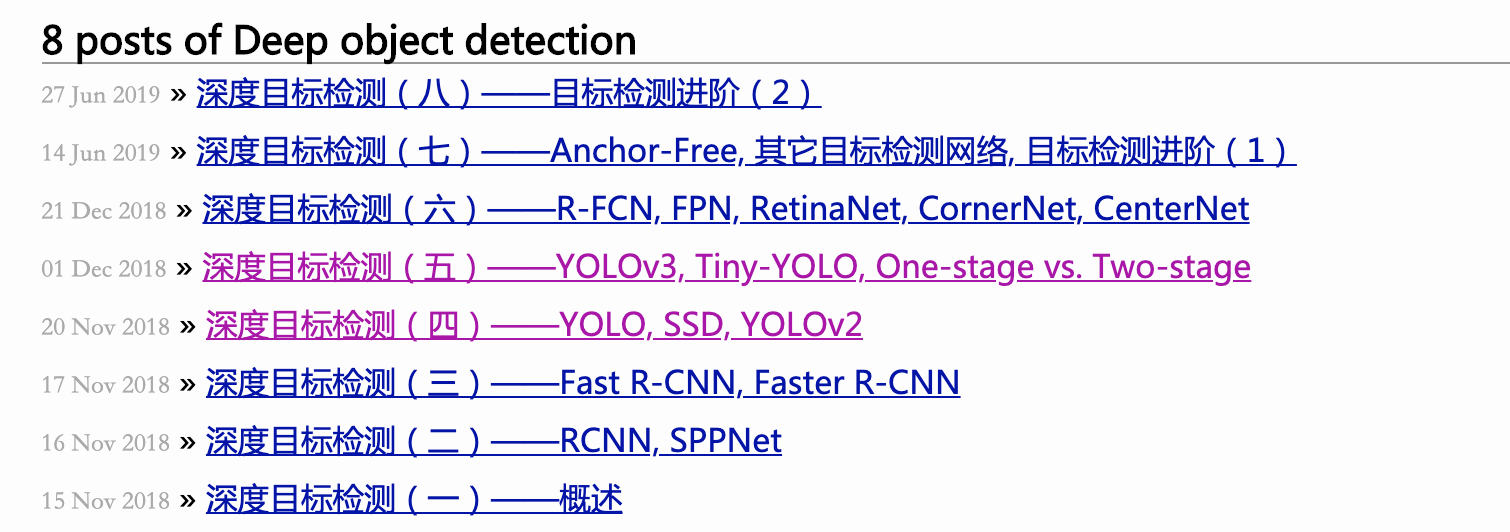 8 posts of Deep object detection
27 Jun 2019 » 深度目标检测（八）——目标检测进阶（2）
14 Jun 2019 » 深度目标检测（七）——Anchor-Free, 其它目标检测网络, 目标检测进阶（1）
21 Dec 2018 » 深度目标检测（六）——R-FCN, FPN, RetinaNet, CornerNet, CenterNet
01 Dec 2018 » 深度目标检测（五）——YOLOv3, Tiny-YOLO, One-stage vs. Two-stage
20 Nov 2018 » 深度目标检测（四）——YOLO, SSD, YOLOv2
17 Nov 2018 » 深度目标检测（三）——Fast R-CNN, Faster R-CNN
16 Nov 2018 » 深度目标检测（二）——RCNN, SPPNet
15 Nov 2018 » 深度目标检测（一）——概述